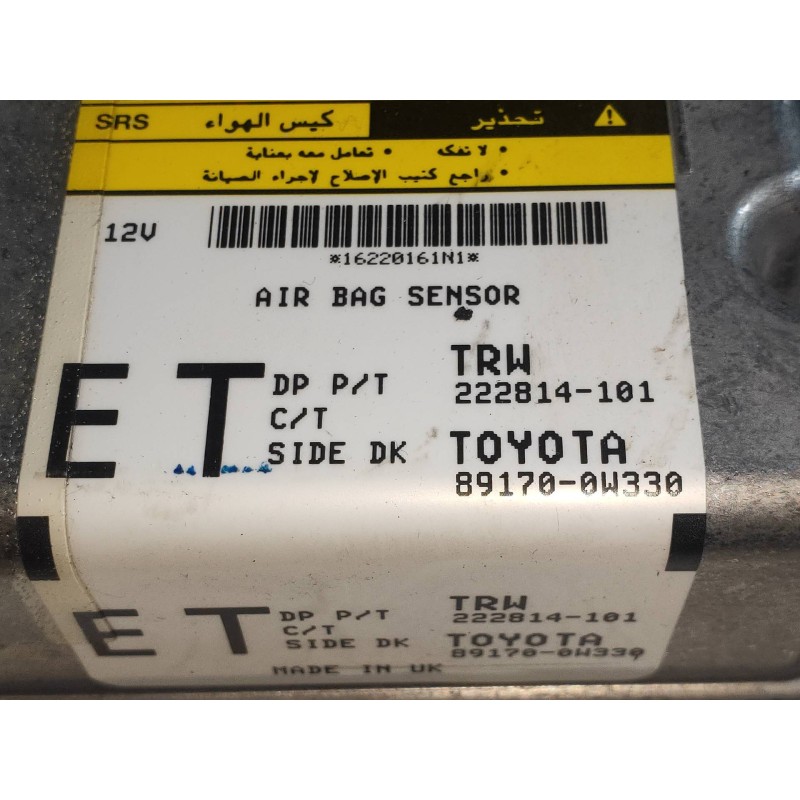 تحذير كيس الهواء SRS
• لا تفكه • تعامل معه بعناية
• راجع كتيب الإصلاح لاجراء الصيانة
12V
*16220161N1*
AIR BAG SENSOR
ET
DP P/T
C/T
SIDE DK
TRW
222814-101
TOYOTA
89170-0W330
ET
DP P/T
C/T
SIDE DK
TRW
222814-101
TOYOTA
89170-0W330
MADE IN UK